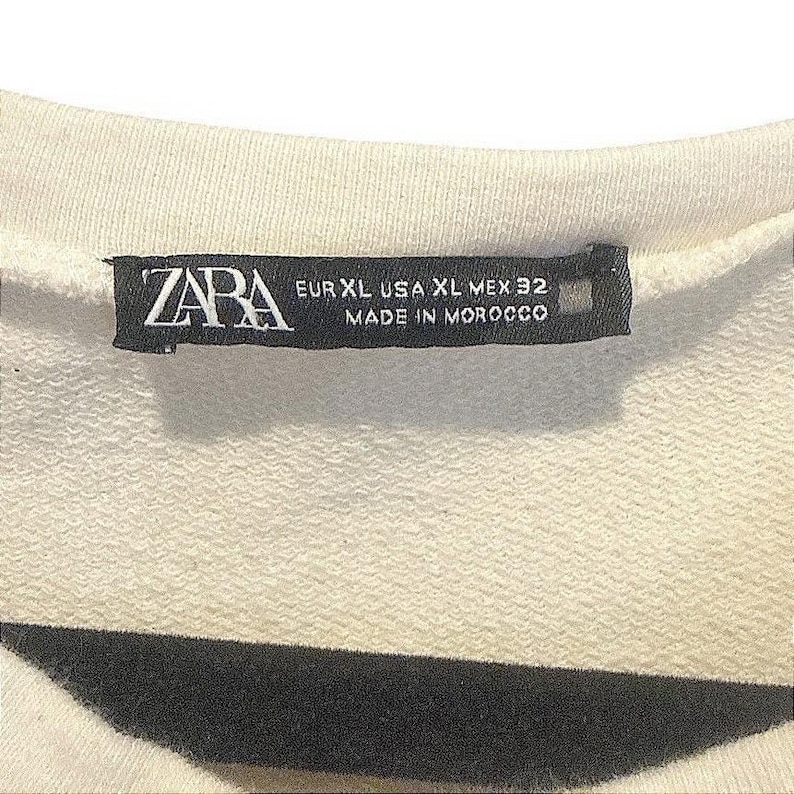 ZARA EUR XL USA XL MEX 32
MADE IN MOROCCO